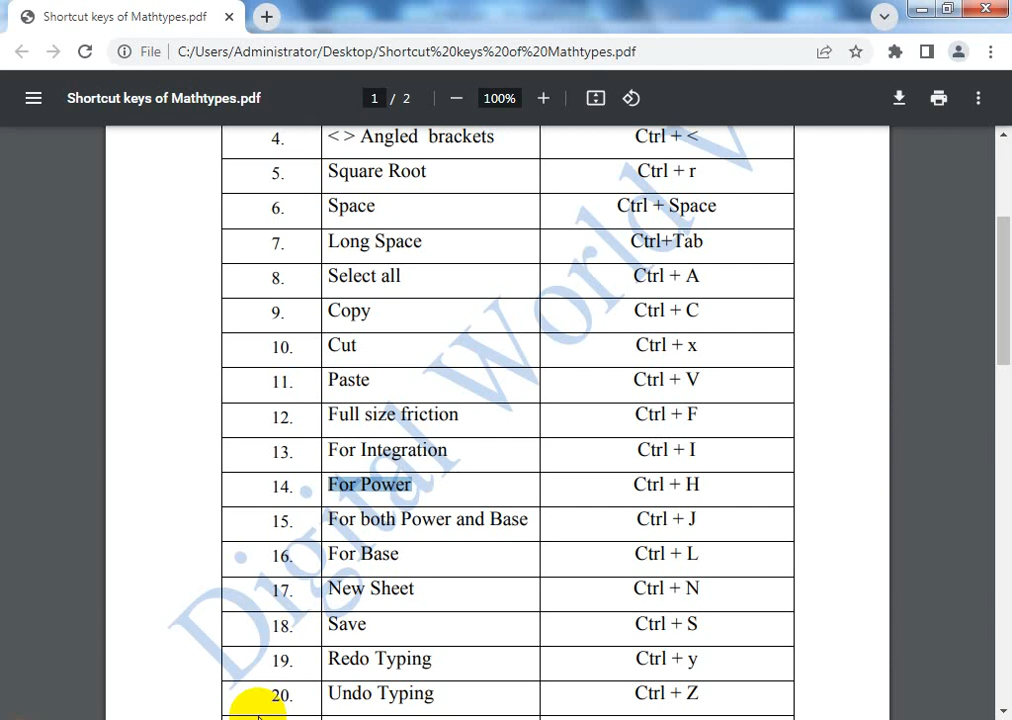 Shortcut keys of Mathtypes.pdf
File C:/Users/Administrator/Desktop/Shortcut%20keys%20of%20Mathtypes.pdf
Shortcut keys of Mathtypes.pdf 1 / 2 100%
4. < > Angled brackets Ctrl + <
5. Square Root Ctrl + r
6. Space Ctrl + Space
7. Long Space Ctrl+Tab
8. Select all Ctrl + A
9. Copy Ctrl + C
10. Cut Ctrl + x
11. Paste Ctrl + V
12. Full size friction Ctrl + F
13. For Integration Ctrl + I
14. For Power Ctrl + H
15. For both Power and Base Ctrl + J
16. For Base Ctrl + L
17. New Sheet Ctrl + N
18. Save Ctrl + S
19. Redo Typing Ctrl + y
20. Undo Typing Ctrl + Z
Digital World V